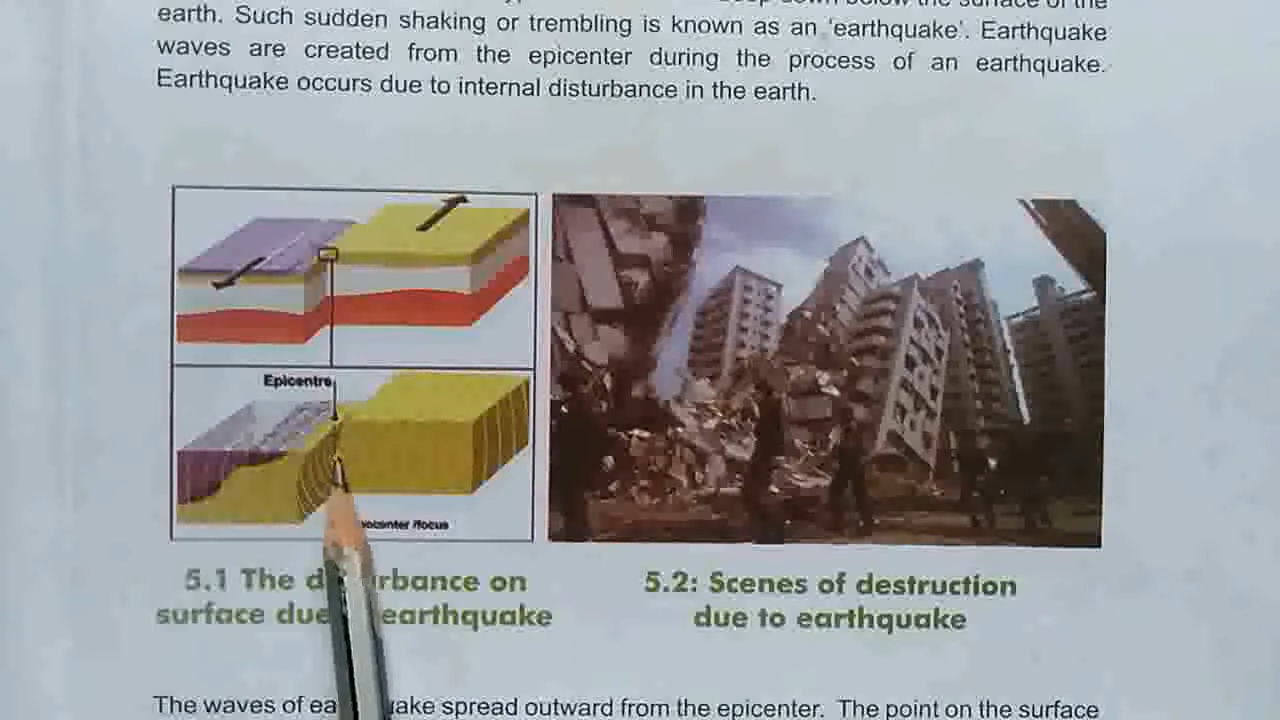 earth. Such sudden shaking or trembling is known as an 'earthquake'. Earthquake
waves are created from the epicenter during the process of an earthquake.
Earthquake occurs due to internal disturbance in the earth.
Epicentre
focus
5.1 The d rbance on
surface due earthquake
5.2: Scenes of destruction
due to earthquake
The waves of ea uake spread outward from the epicenter. The point on the surface